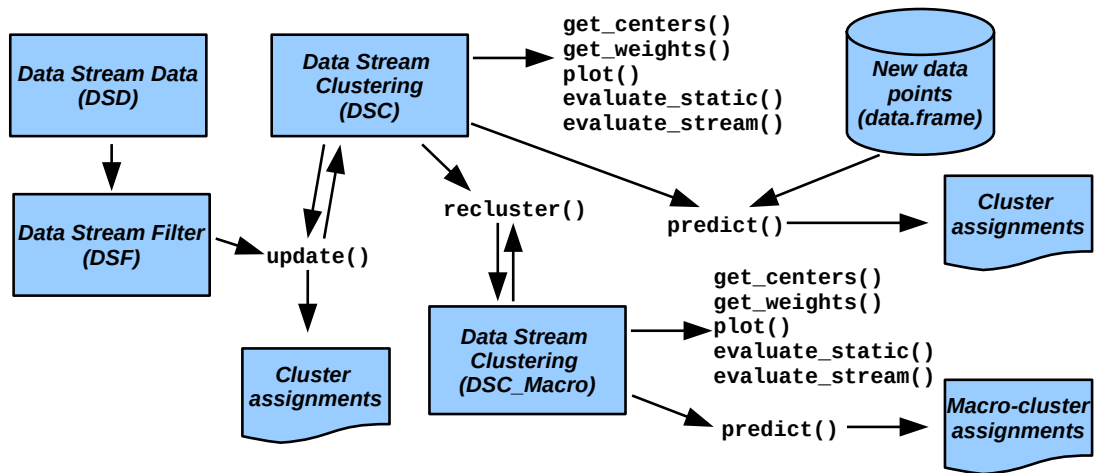 Data Stream Data
(DSD)
Data Stream
Clustering
(DSC)
get_centers()
get_weights()
plot()
evaluate_static()
evaluate_stream()
New data
points
(data.frame)
Data Stream Filter
(DSF)
update()
recluster()
predict()
Cluster
assignments
Cluster
assignments
Data Stream
Clustering
(DSC_Macro)
get_centers()
get_weights()
plot()
evaluate_static()
evaluate_stream()
predict()
Macro-cluster
assignments